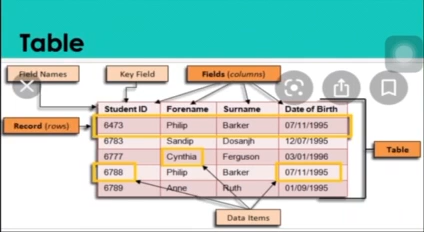 Table
Field Names Key Field Fields (columns)
Student ID Forename Surname Date of Birth
Record (rows) 6473 Philip Barker 07/11/1995
6783 Sandip Dosanjh 12/07/1995
6777 Cynthia Ferguson 03/01/1996
Table
6788 Philip Barker 07/11/1995
6789 Anne Ruth 01/09/1995
Data Items